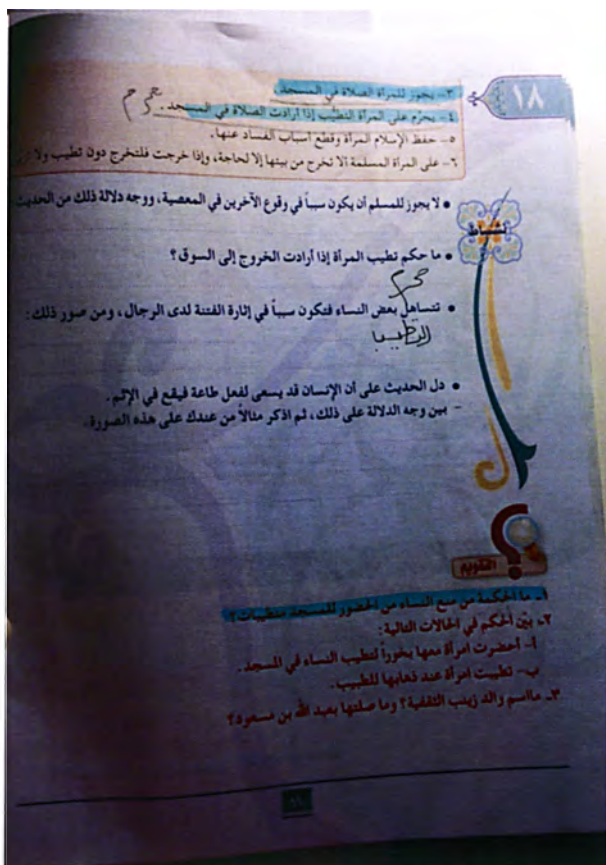 ١٨
٣- يجوز للمرأة الصلاة في المسجد.
٤- يحرم على المرأة التطيب إذا أرادت الصلاة في المسجد.
٥- حفظ الإسلام المرأة وقطع أسباب الفساد عنها.
٦- على المرأة المسلمة ألا تخرج من بيتها إلا لحاجة، وإذا خرجت فلتخرج دون تطيب ولا
نشاط
• لا يجوز للمسلم أن يكون سبباً في وقوع الآخرين في المعصية، ووجه دلالة ذلك من الحديث
• ما حكم تطيب المرأة إذا أرادت الخروج إلى السوق؟
• تتساهل بعض النساء فتكون سبباً في إثارة الفتنة لدى الرجال، ومن صور ذلك:
• دل الحديث على أن الإنسان قد يسعى لفعل طاعة فيقع في الإثم.
- بين وجه الدلالة على ذلك، ثم اذكر مثالاً من عندك على هذه الصورة.
التقويم
١- ما الحكمة من منع النساء من الحضور للمسجد متطيبات؟
٢- بيّن الحكم في الحالات التالية:
أ- أحضرت امرأة معها بخوراً لتطيب النساء في المسجد.
ب- تطيبت امرأة عند ذهابها للطبيب.
٣- مااسم والد زينب الثقفية؟ وما صلتها بعبد الله بن مسعود؟